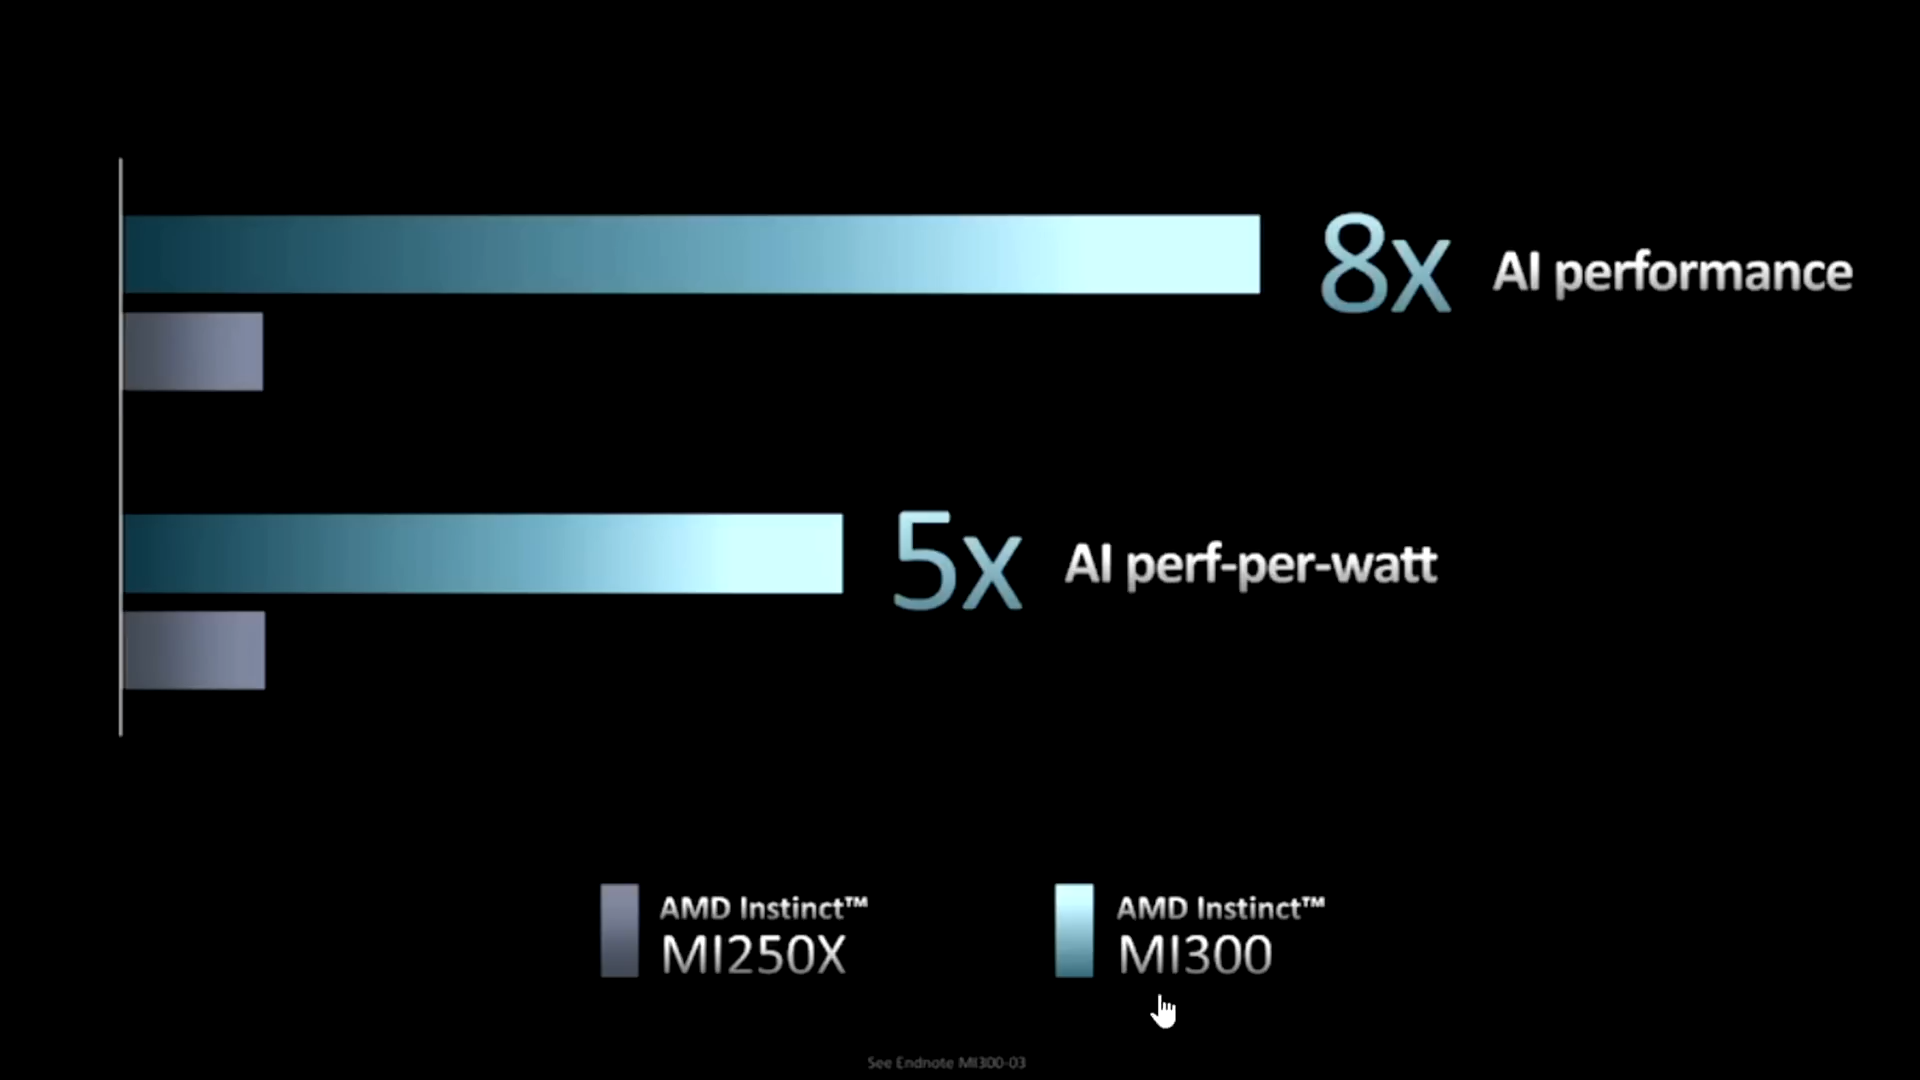 8x AI performance
5x AI perf-per-watt
AMD Instinct™
MI250X
AMD Instinct™
MI300
See Endnote MI300-03